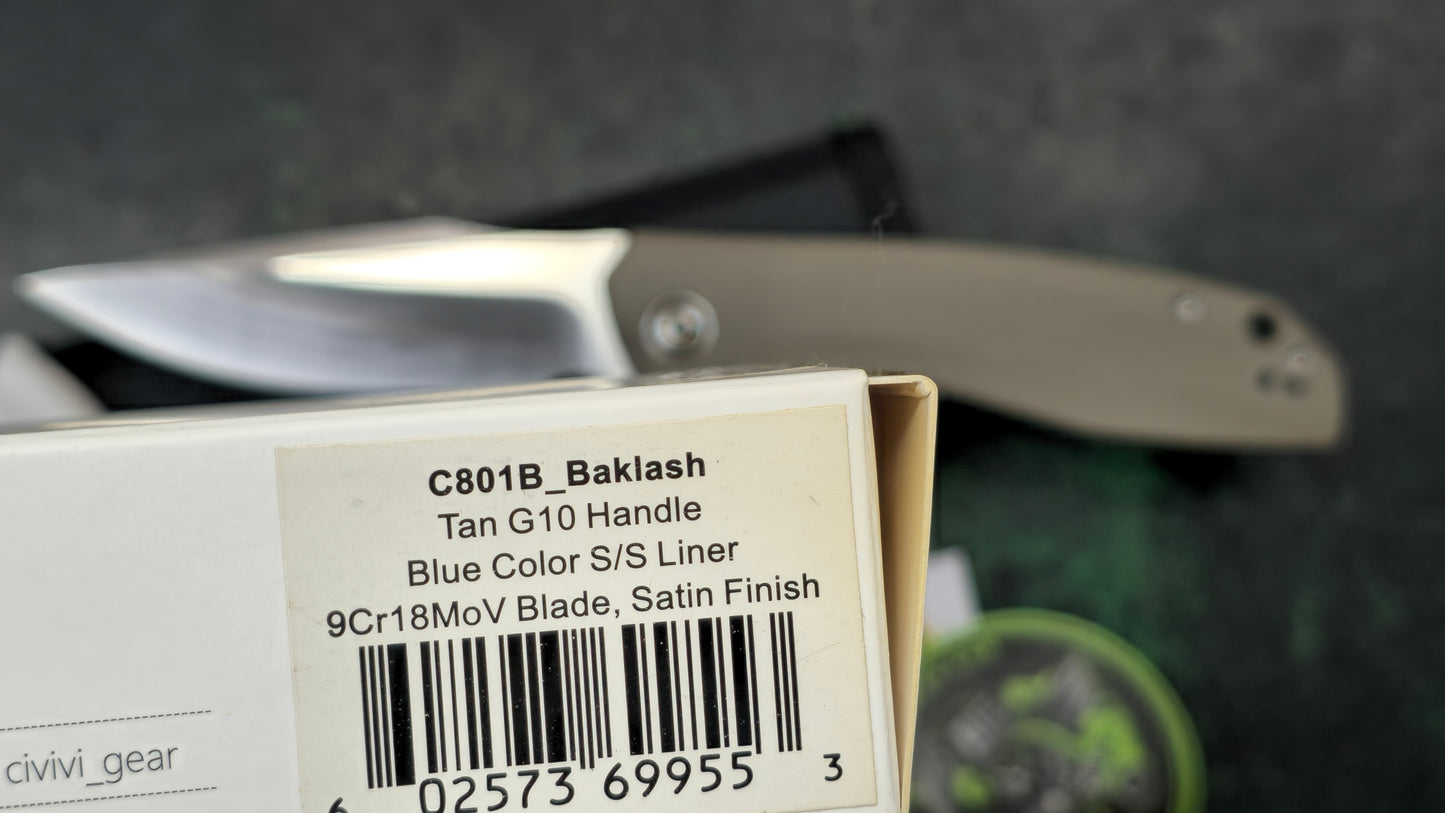 C801B_Baklash
Tan G10 Handle
Blue Color S/S Liner
9Cr18MoV Blade, Satin Finish
6 02573 69955 3
civivi_gear